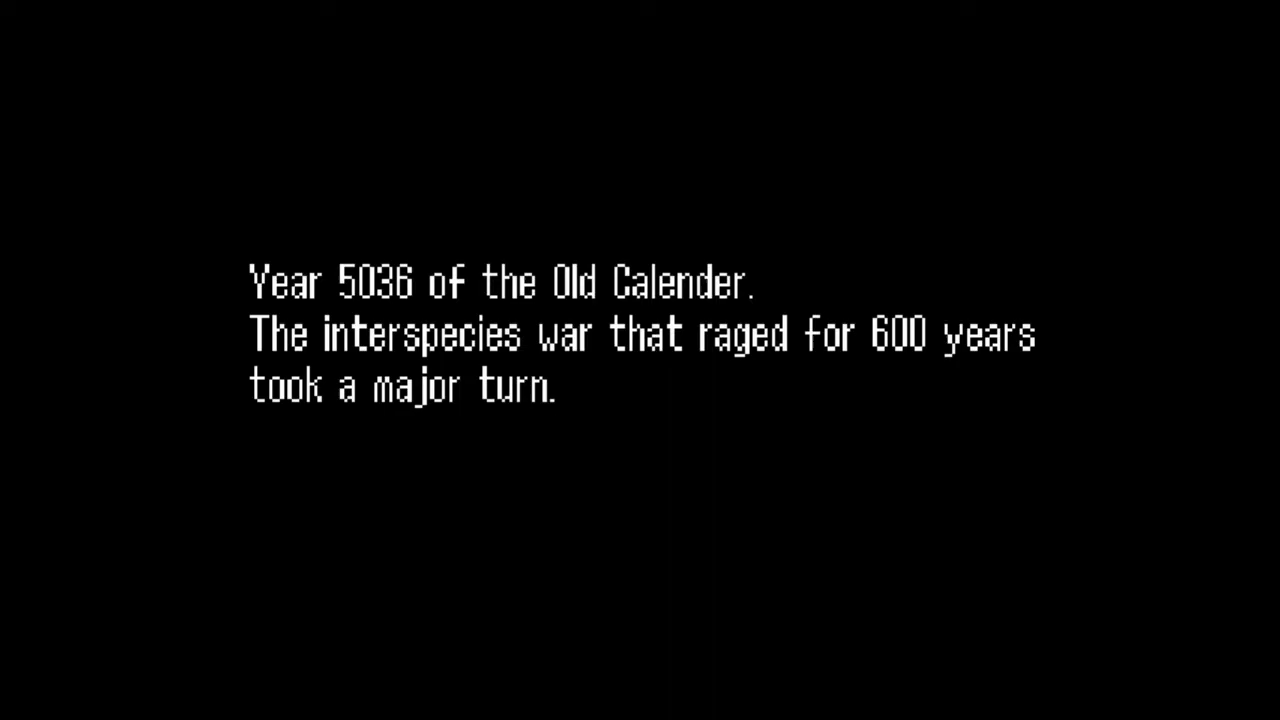 Year 5036 of the Old Calender.
The interspecies war that raged for 600 years
took a major turn.